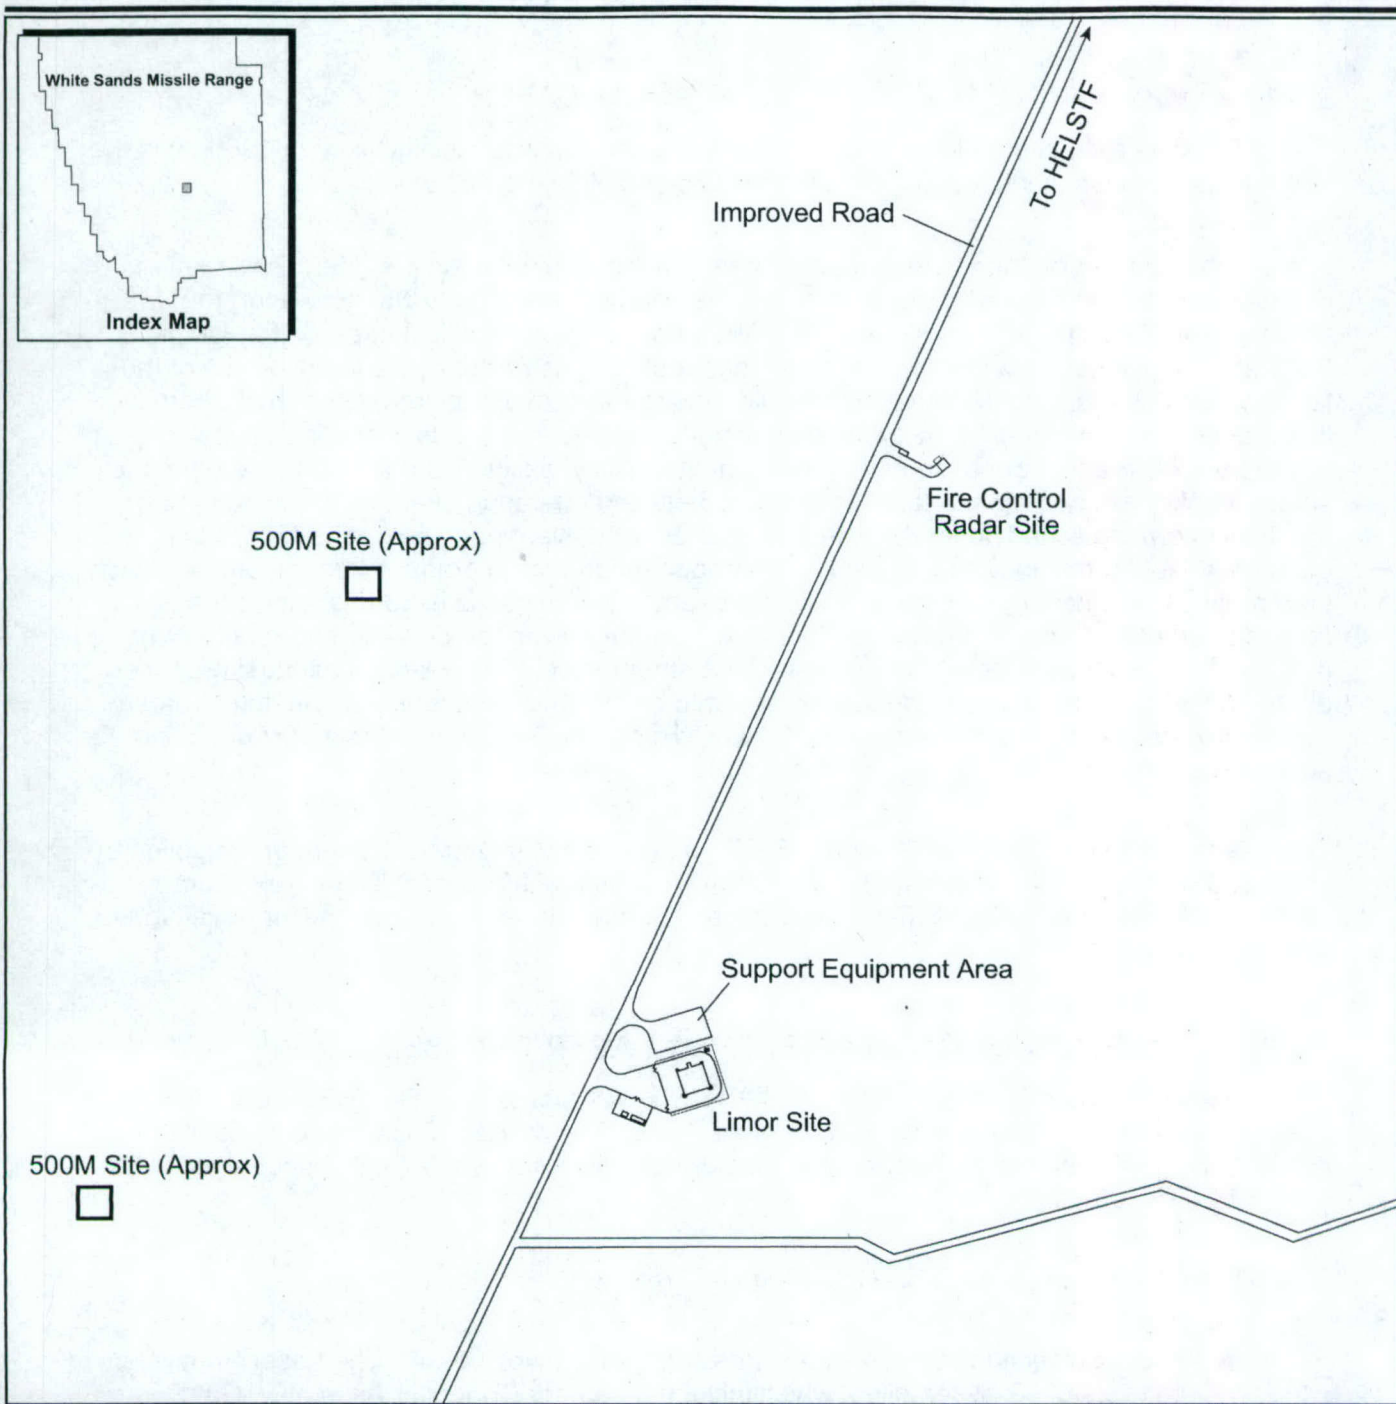 White Sands Missile Range
Index Map
To HELSTF
Improved Road
Fire Control
Radar Site
500M Site (Approx)
Support Equipment Area
Limor Site
500M Site (Approx)